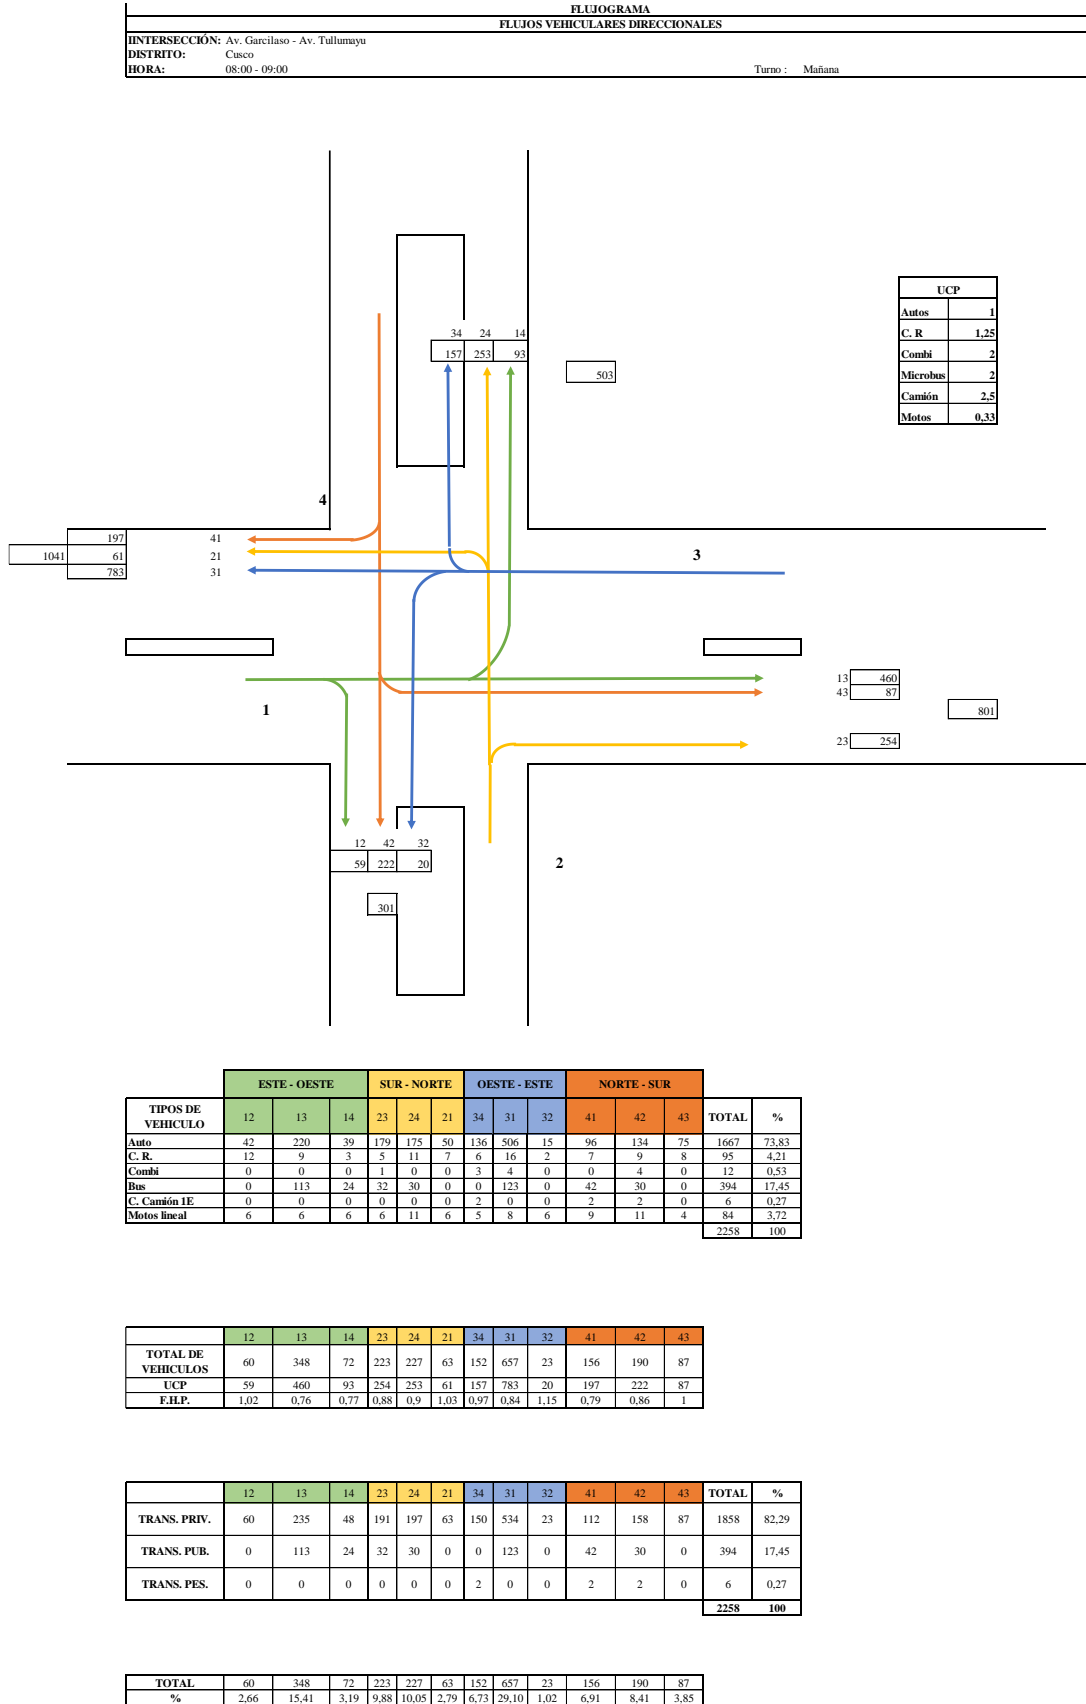 FLUJOGRAMA
FLUJOS VEHICULARES DIRECCIONALES
IINTERSECCIÓN: Av. Garcilaso - Av. Tullumayu
DISTRITO: Cusco
HORA: 08:00 - 09:00 Turno : Mañana
UCP
Autos 1
C. R 1,25
Combi 2
Microbus 2
Camión 2,5
Motos 0,33
34 24 14
157 253 93
503
4
197 41
1041 61 21
783 31
3
13 460
43 87
1
801
23 254
12 42 32
59 222 20
2
301
ESTE - OESTE SUR - NORTE OESTE - ESTE NORTE - SUR
TIPOS DE VEHICULO 12 13 14 23 24 21 34 31 32 41 42 43 TOTAL %
Auto 42 220 39 179 175 50 136 506 15 96 134 75 1667 73,83
C. R. 12 9 3 5 11 7 6 16 2 7 9 8 95 4,21
Combi 0 0 0 1 0 0 3 4 0 0 4 0 12 0,53
Bus 0 113 24 32 30 0 0 123 0 42 30 0 394 17,45
C. Camión 1E 0 0 0 0 0 0 2 0 0 2 2 0 6 0,27
Motos lineal 6 6 6 6 11 6 5 8 6 9 11 4 84 3,72
2258 100
12 13 14 23 24 21 34 31 32 41 42 43
TOTAL DE VEHICULOS 60 348 72 223 227 63 152 657 23 156 190 87
UCP 59 460 93 254 253 61 157 783 20 197 222 87
F.H.P. 1,02 0,76 0,77 0,88 0,9 1,03 0,97 0,84 1,15 0,79 0,86 1
12 13 14 23 24 21 34 31 32 41 42 43 TOTAL %
TRANS. PRIV. 60 235 48 191 197 63 150 534 23 112 158 87 1858 82,29
TRANS. PUB. 0 113 24 32 30 0 0 123 0 42 30 0 394 17,45
TRANS. PES. 0 0 0 0 0 0 2 0 0 2 2 0 6 0,27
2258 100
TOTAL 60 348 72 223 227 63 152 657 23 156 190 87
% 2,66 15,41 3,19 9,88 10,05 2,79 6,73 29,10 1,02 6,91 8,41 3,85